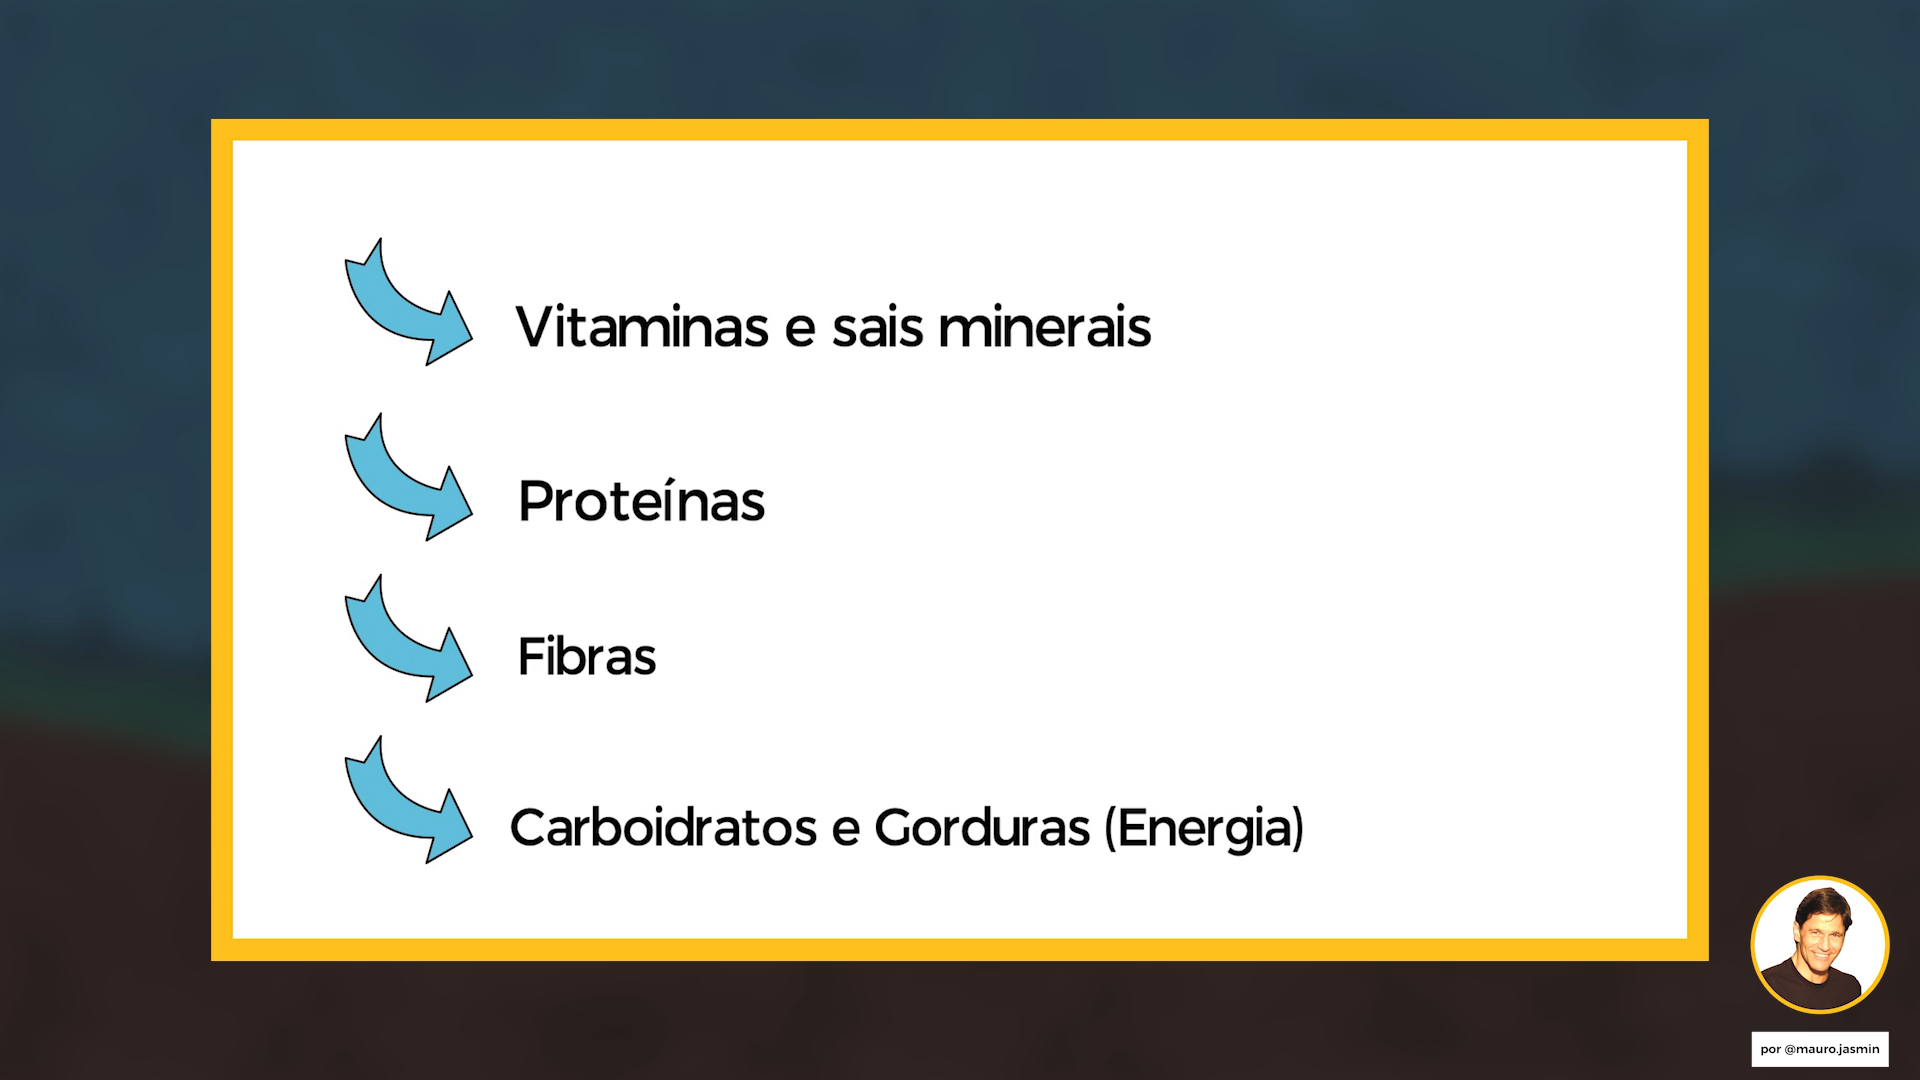 Vitaminas e sais minerais
Proteínas
Fibras
Carboidratos e Gorduras (Energia)
por @mauro.jasmin